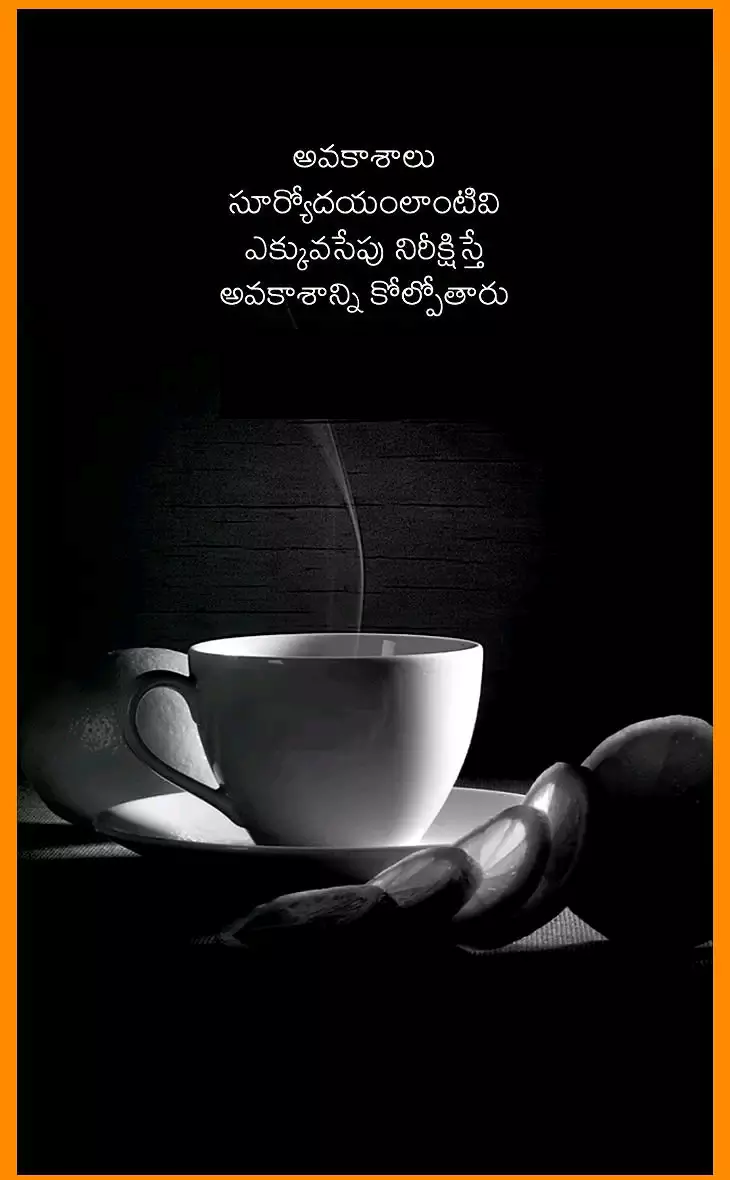 అవకాశాలు
సూర్యోదయంలాంటివి
ఎక్కువసేపు నిరీక్షిస్తే
అవకాశాన్ని కోల్పోతారు